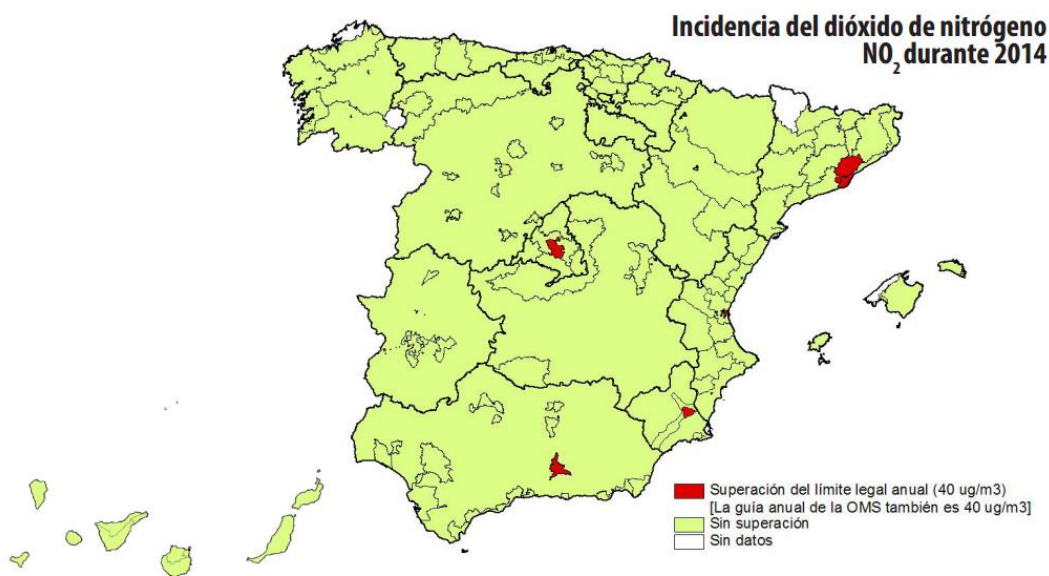 Incidencia del dióxido de nitrógeno
NO2 durante 2014
Superación del límite legal anual (40 ug/m3)
[La guía anual de la OMS también es 40 ug/m3]
Sin superación
Sin datos